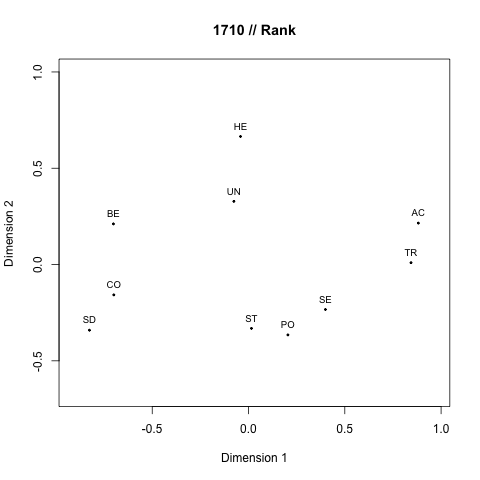 1710 // Rank
1.0
HE
0.5
UN
BE
AC
Dimension 2
0.0
TR
CO
SE
SD
ST
PO
-0.5
-0.5
0.0
0.5
1.0
Dimension 1